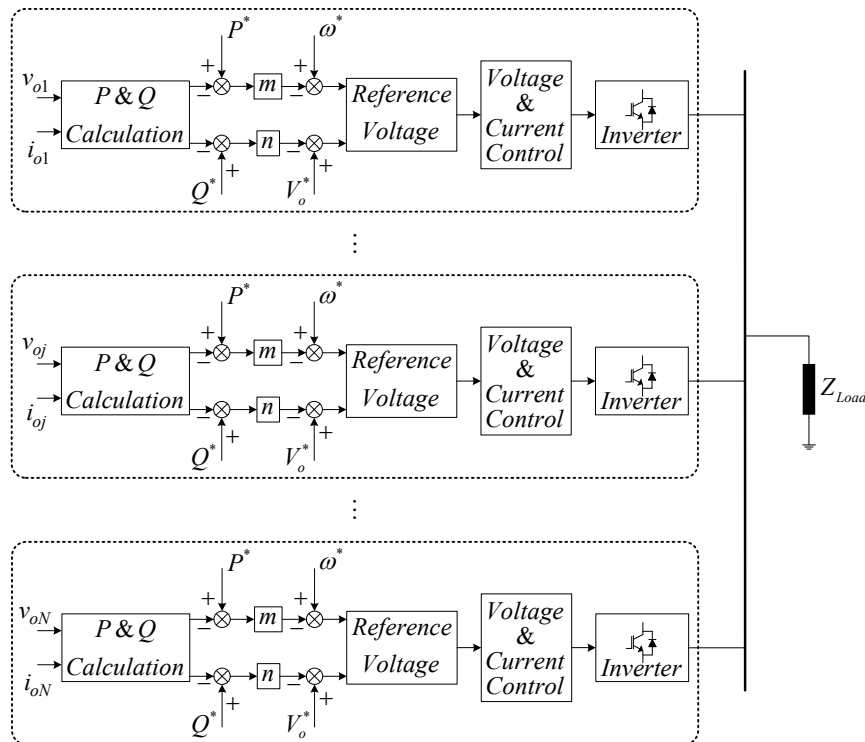 P* ω*
v_o1
P & Q
Calculation
i_o1
+ − m + −
− n − + +
Q* V_o*
Reference
Voltage
Voltage
&
Current
Control
Inverter
⋮
P* ω*
v_oj
P & Q
Calculation
i_oj
+ − m + −
− n − + +
Q* V_o*
Reference
Voltage
Voltage
&
Current
Control
Inverter
Z_Load
⋮
P* ω*
v_oN
P & Q
Calculation
i_oN
+ − m + −
− n − + +
Q* V_o*
Reference
Voltage
Voltage
&
Current
Control
Inverter